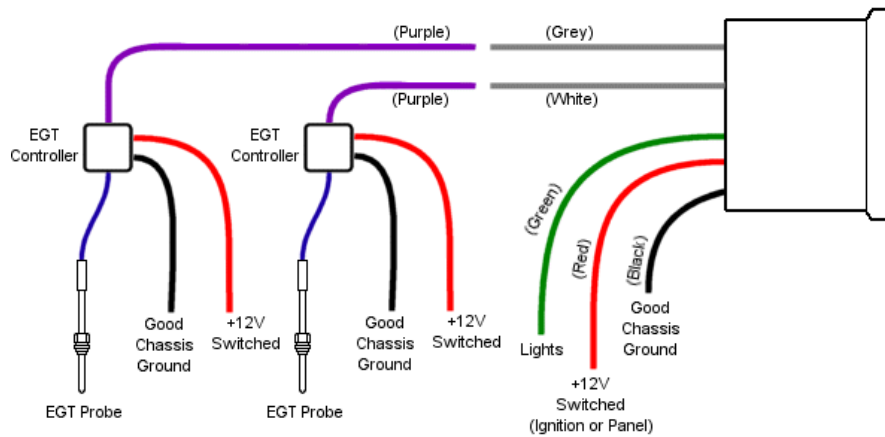 (Purple)
(Grey)
(Purple)
(White)
EGT
Controller
EGT
Controller
(Green)
(Red)
(Black)
Good
Chassis
Ground
+12V
Switched
Good
Chassis
Ground
+12V
Switched
Good
Chassis
Ground
Lights
+12V
Switched
(Ignition or Panel)
EGT Probe
EGT Probe